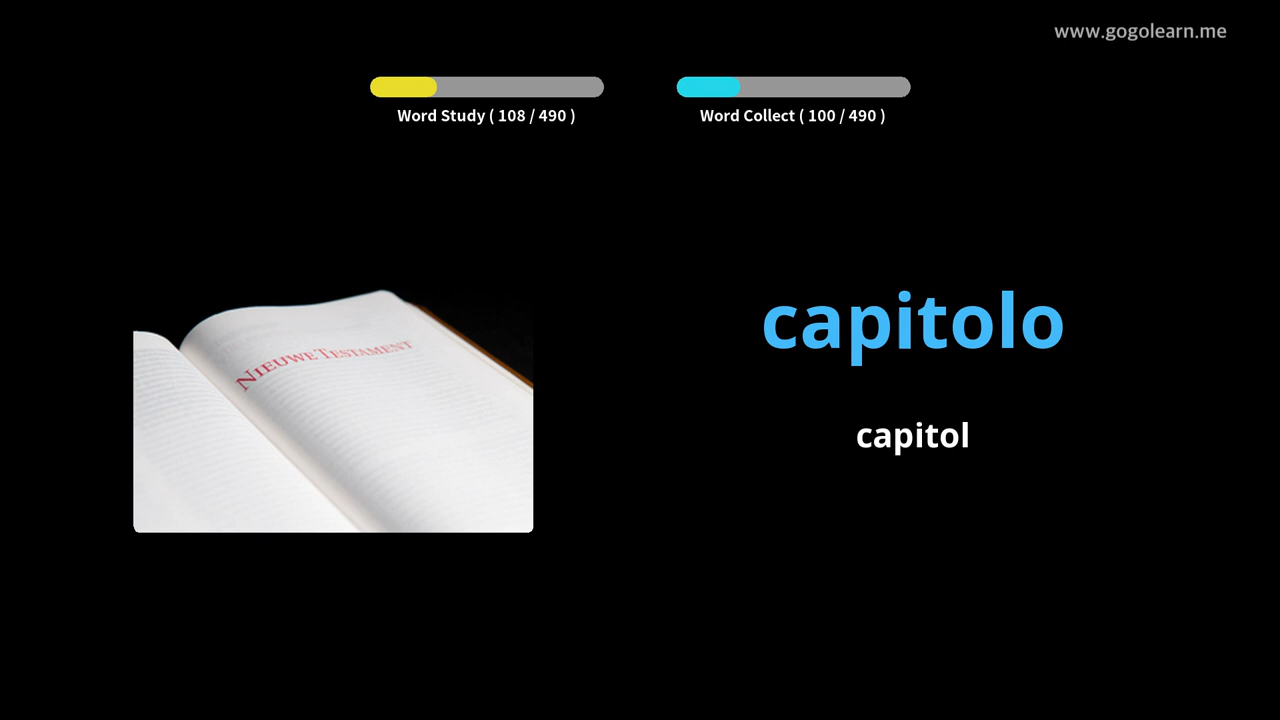 www.gogolearn.me
Word Study ( 108 / 490 )
Word Collect ( 100 / 490 )
NIEUWE TESTAMENT
capitolo
capitol